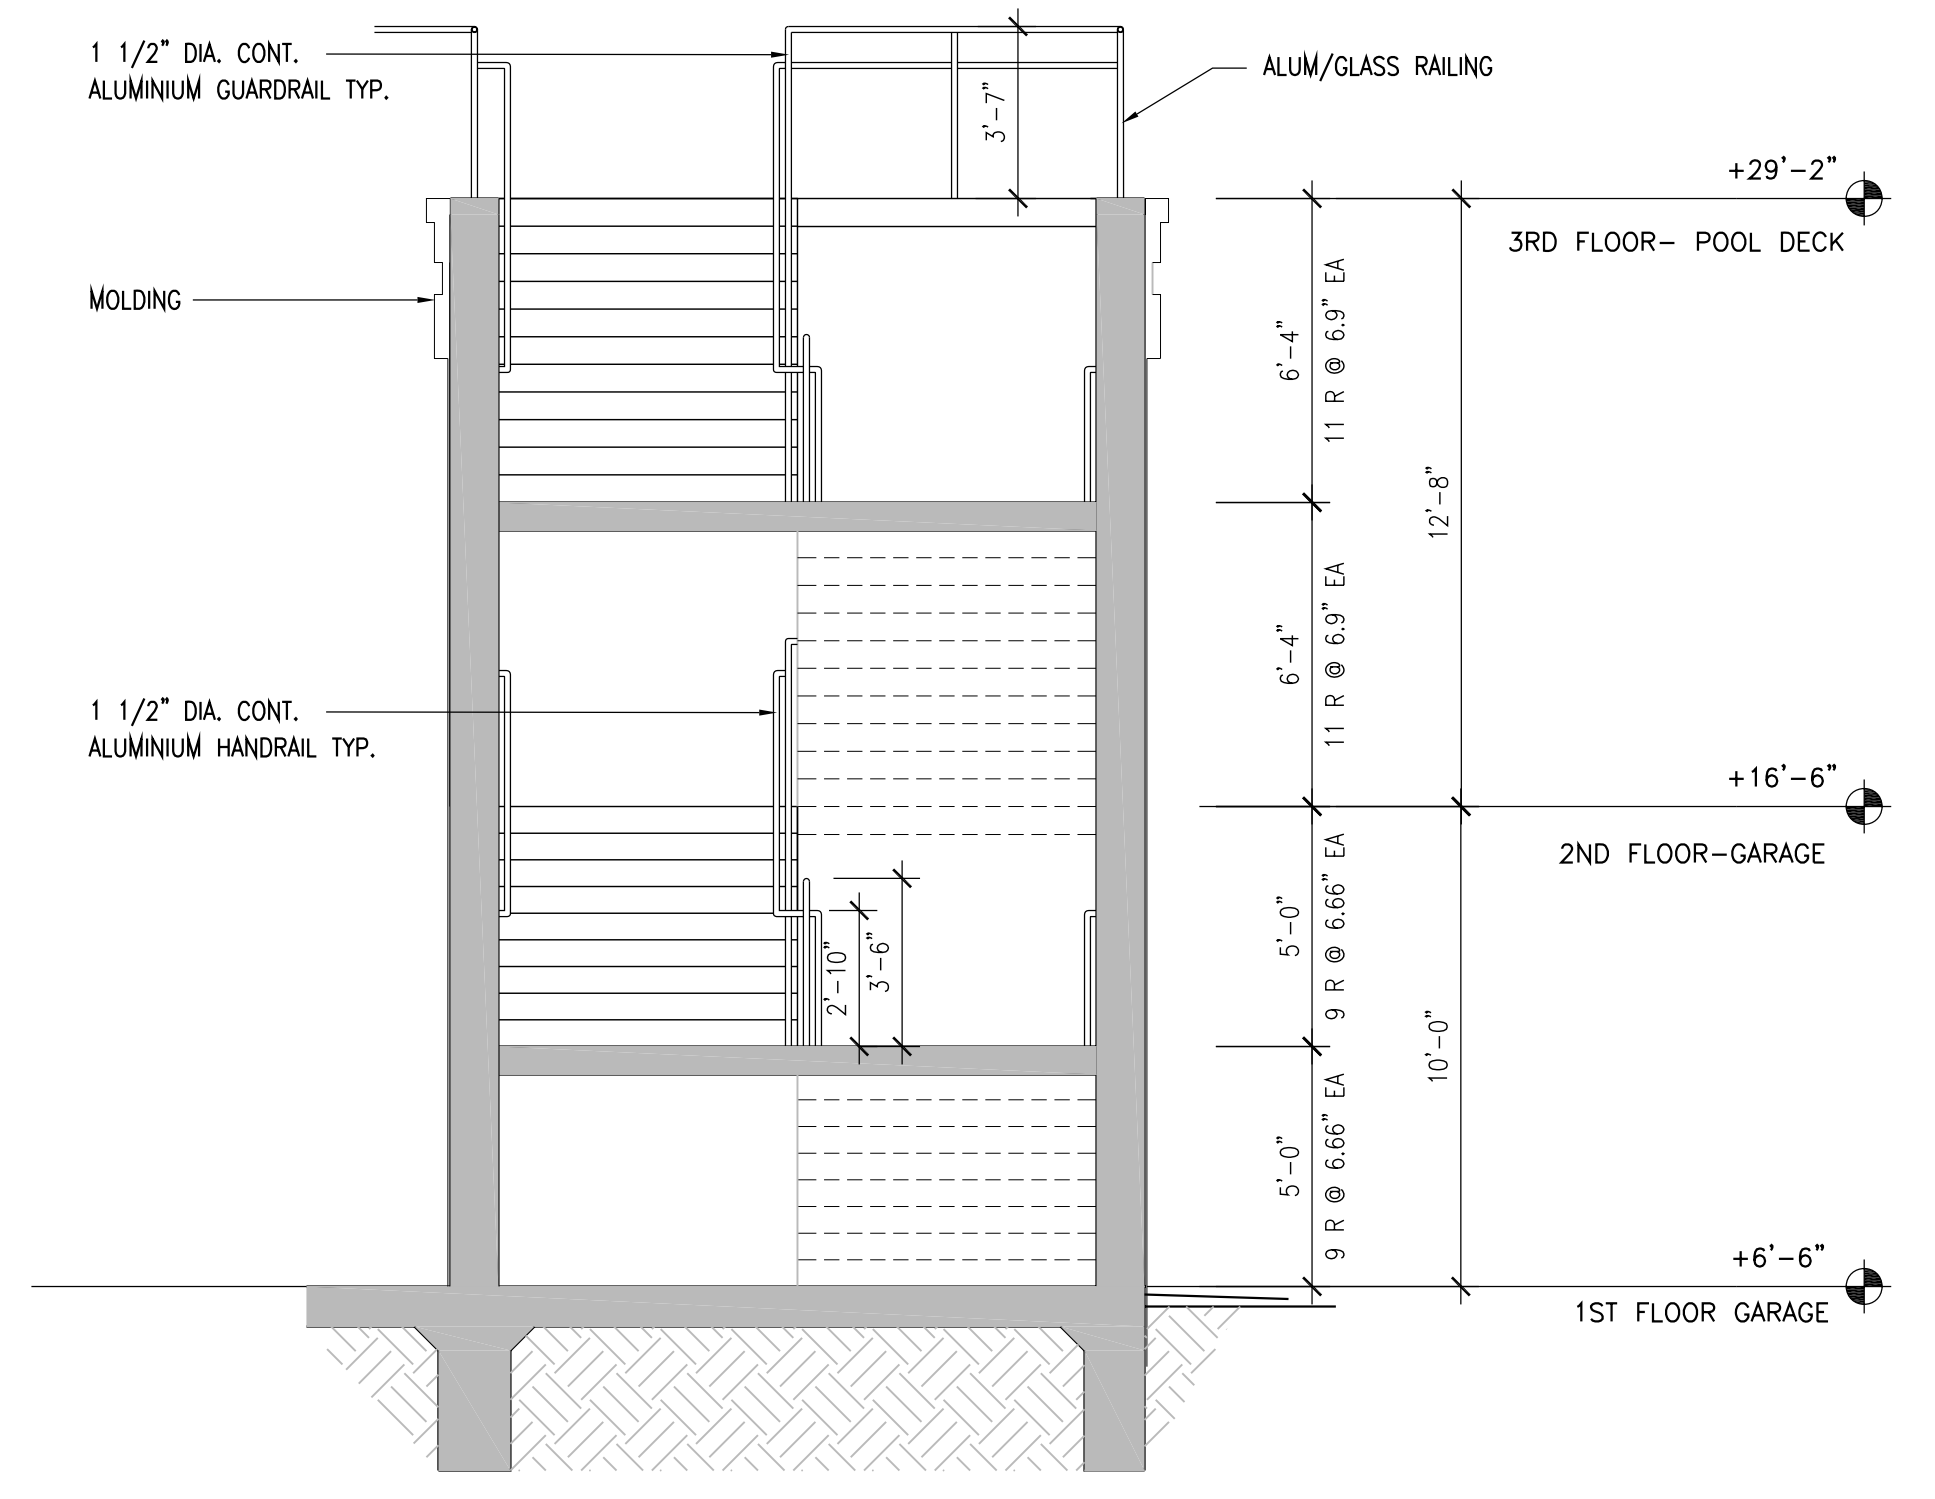 1 1/2" DIA. CONT.
ALUMINIUM GUARDRAIL TYP.
ALUM/GLASS RAILING
3'-7"
+29'-2"
3RD FLOOR- POOL DECK
MOLDING
6'-4"
11 R @ 6.9" EA
12'-8"
6'-4"
11 R @ 6.9" EA
1 1/2" DIA. CONT.
ALUMINIUM HANDRAIL TYP.
+16'-6"
2ND FLOOR-GARAGE
2'-10"
3'-6"
5'-0"
9 R @ 6.66" EA
10'-0"
5'-0"
9 R @ 6.66" EA
+6'-6"
1ST FLOOR GARAGE